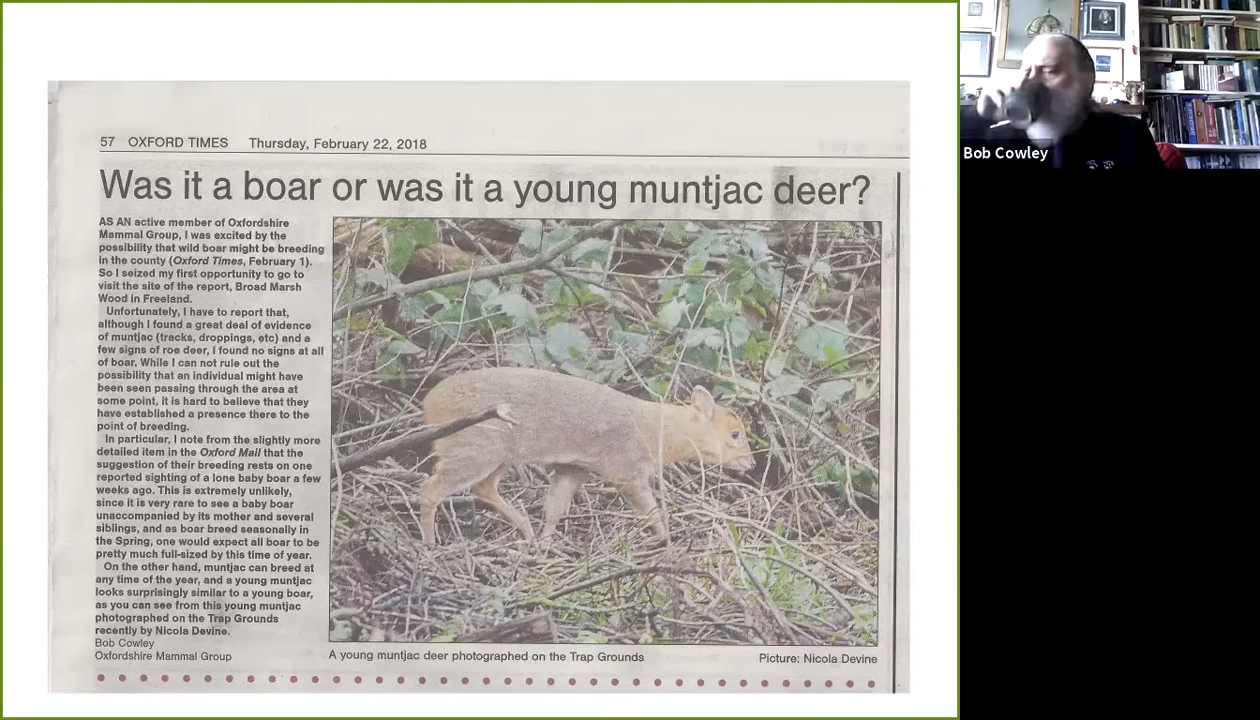 57 OXFORD TIMES Thursday, February 22, 2018
Was it a boar or was it a young muntjac deer?
AS AN active member of Oxfordshire
Mammal Group, I was excited by the
possibility that wild boar might be breeding
in the county (Oxford Times, February 1).
So I seized my first opportunity to go to
visit the site of the report, Broad Marsh
Wood in Freeland.
Unfortunately, I have to report that,
although I found a great deal of evidence
of muntjac (tracks, droppings, etc) and a
few signs of roe deer, I found no signs at all
of boar. While I can not rule out the
possibility that an individual might have
been seen passing through the area at
some point, it is hard to believe that they
have established a presence there to the
point of breeding.
In particular, I note from the slightly more
detailed item in the Oxford Mail that the
suggestion of their breeding rests on one
reported sighting of a lone baby boar a few
weeks ago. This is extremely unlikely,
since it is very rare to see a baby boar
unaccompanied by its mother and several
siblings, and as boar breed seasonally in
the Spring, one would expect all boar to be
pretty much full-sized by this time of year.
On the other hand, muntjac can breed at
any time of the year, and a young muntjac
looks surprisingly similar to a young boar,
as you can see from this young muntjac
photographed on the Trap Grounds
recently by Nicola Devine.
Bob Cowley
Oxfordshire Mammal Group
A young muntjac deer photographed on the Trap Grounds
Picture: Nicola Devine
Bob Cowley